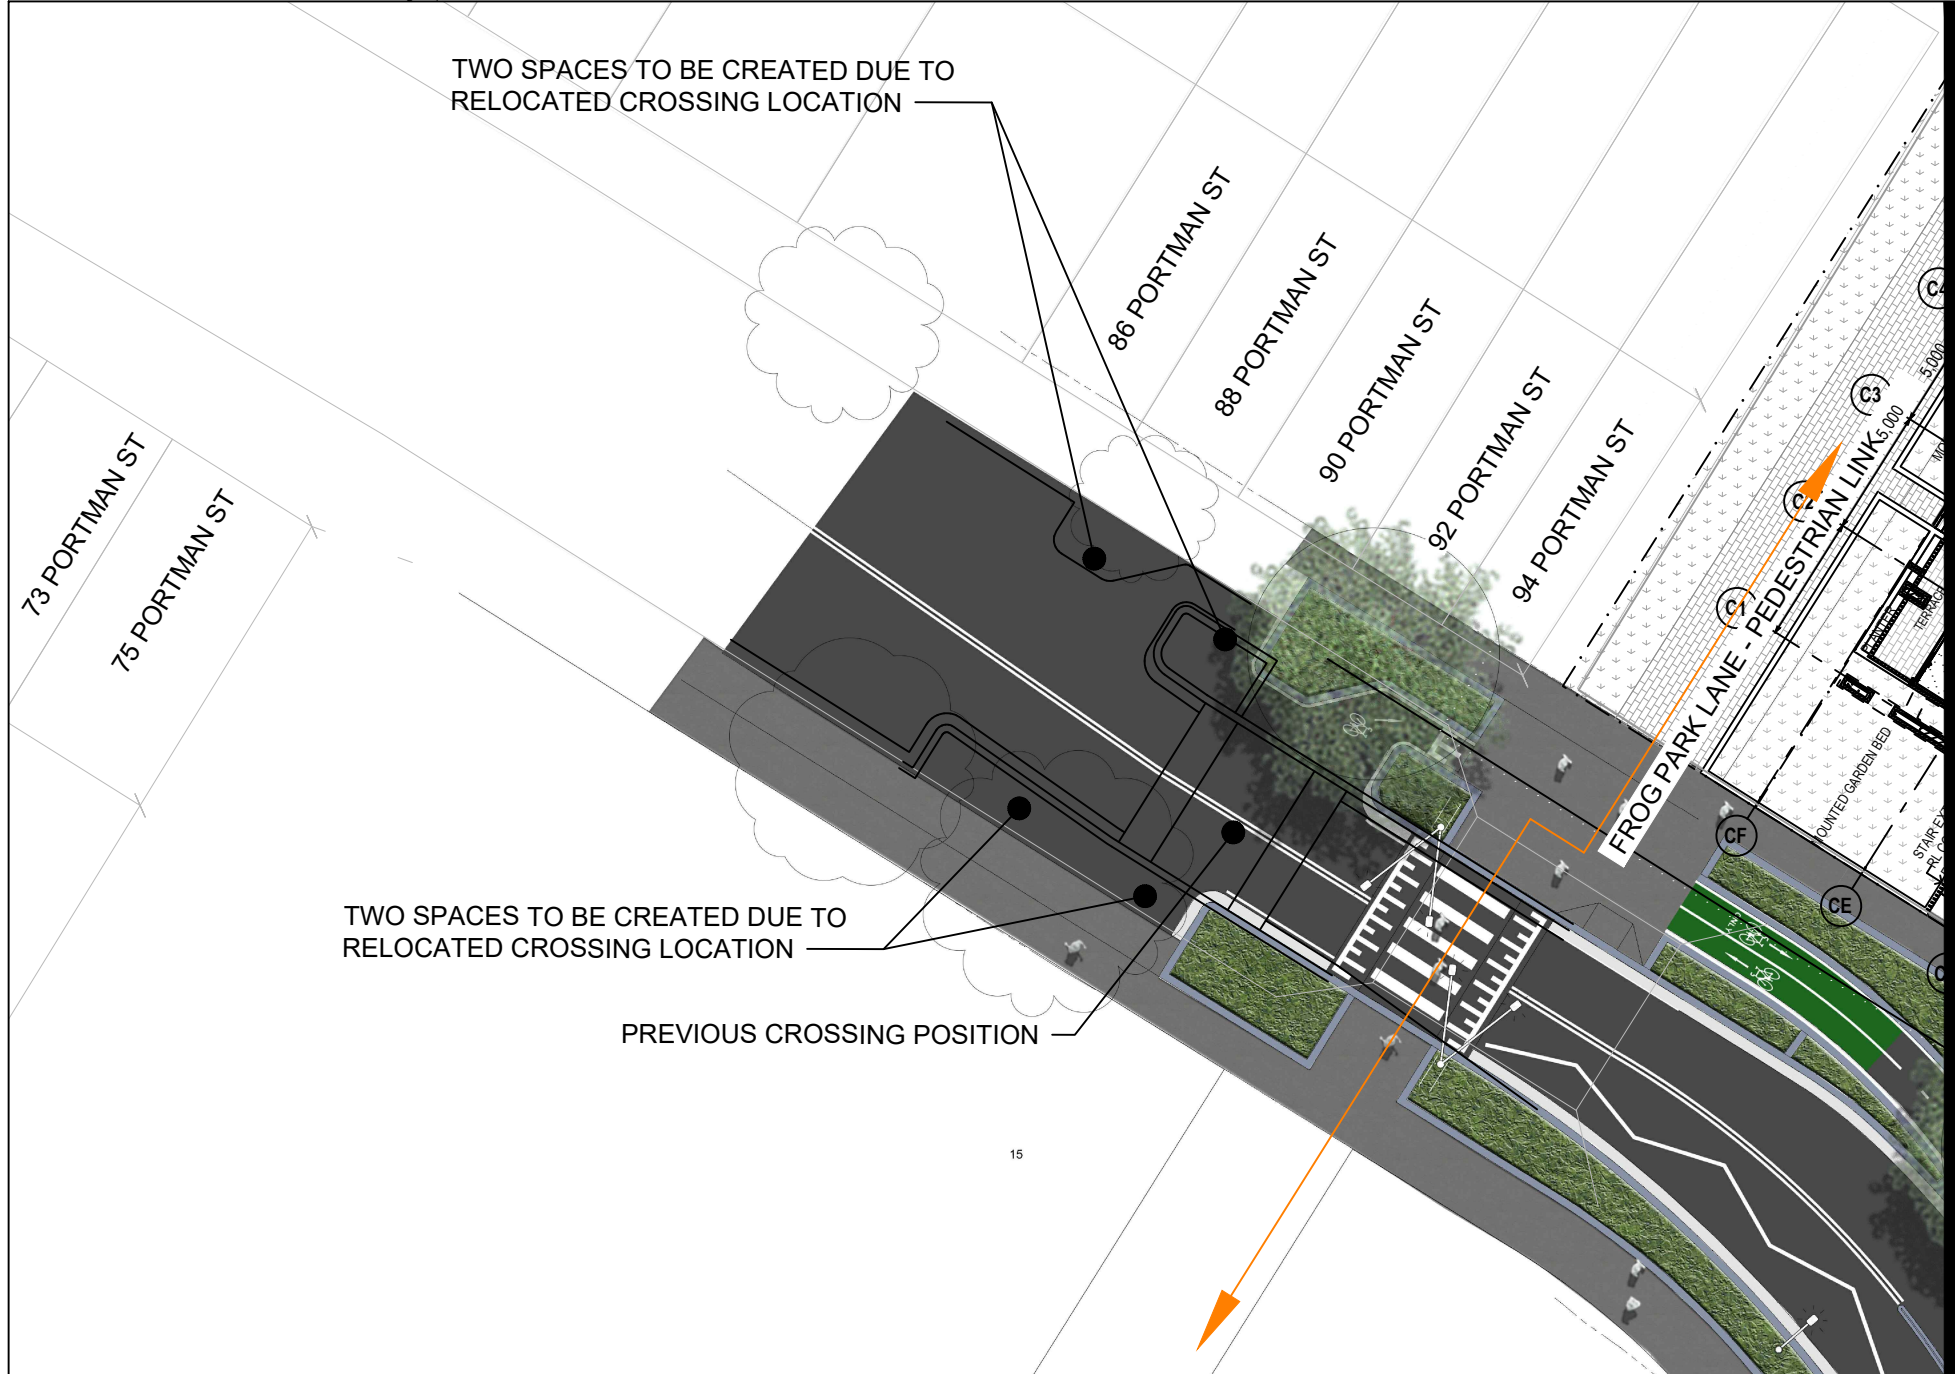 TWO SPACES TO BE CREATED DUE TO
RELOCATED CROSSING LOCATION
86 PORTMAN ST
88 PORTMAN ST
90 PORTMAN ST
92 PORTMAN ST
94 PORTMAN ST
73 PORTMAN ST
75 PORTMAN ST
FROG PARK LANE - PEDESTRIAN LINK
C3
5,000
5,000
CF
CE
PLANTER
STAIR
TWO SPACES TO BE CREATED DUE TO
RELOCATED CROSSING LOCATION
PREVIOUS CROSSING POSITION
15